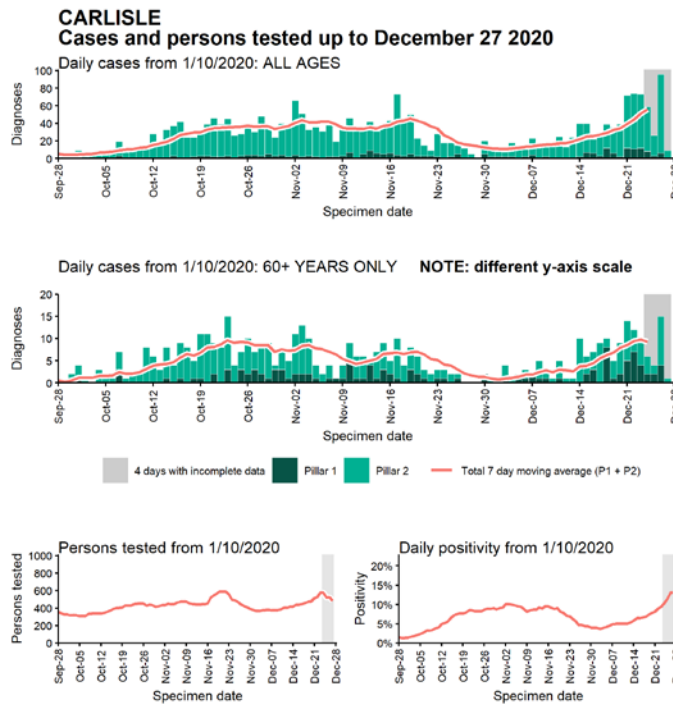 CARLISLE
Cases and persons tested up to December 27 2020
Daily cases from 1/10/2020: ALL AGES
Diagnoses
100
80
60
40
20
0
Sep-28
Oct-05
Oct-12
Oct-19
Oct-26
Nov-02
Nov-09
Nov-16
Nov-23
Nov-30
Dec-07
Dec-14
Dec-21
Specimen date
Daily cases from 1/10/2020: 60+ YEARS ONLY NOTE: different y-axis scale
Diagnoses
20
15
10
5
0
Sep-28
Oct-05
Oct-12
Oct-19
Oct-26
Nov-02
Nov-09
Nov-16
Nov-23
Nov-30
Dec-07
Dec-14
Dec-21
Specimen date
4 days with incomplete data Pillar 1 Pillar 2 Total 7 day moving average (P1 + P2)
Persons tested from 1/10/2020
Persons tested
1000
800
600
400
200
0
Sep-28
Oct-05
Oct-12
Oct-19
Oct-26
Nov-02
Nov-09
Nov-16
Nov-23
Nov-30
Dec-07
Dec-14
Dec-21
Dec-28
Specimen date
Daily positivity from 1/10/2020
Positivity
20%
15%
10%
5%
0%
Sep-28
Oct-05
Oct-12
Oct-19
Oct-26
Nov-02
Nov-09
Nov-16
Nov-23
Nov-30
Dec-07
Dec-14
Dec-21
Dec-28
Specimen date